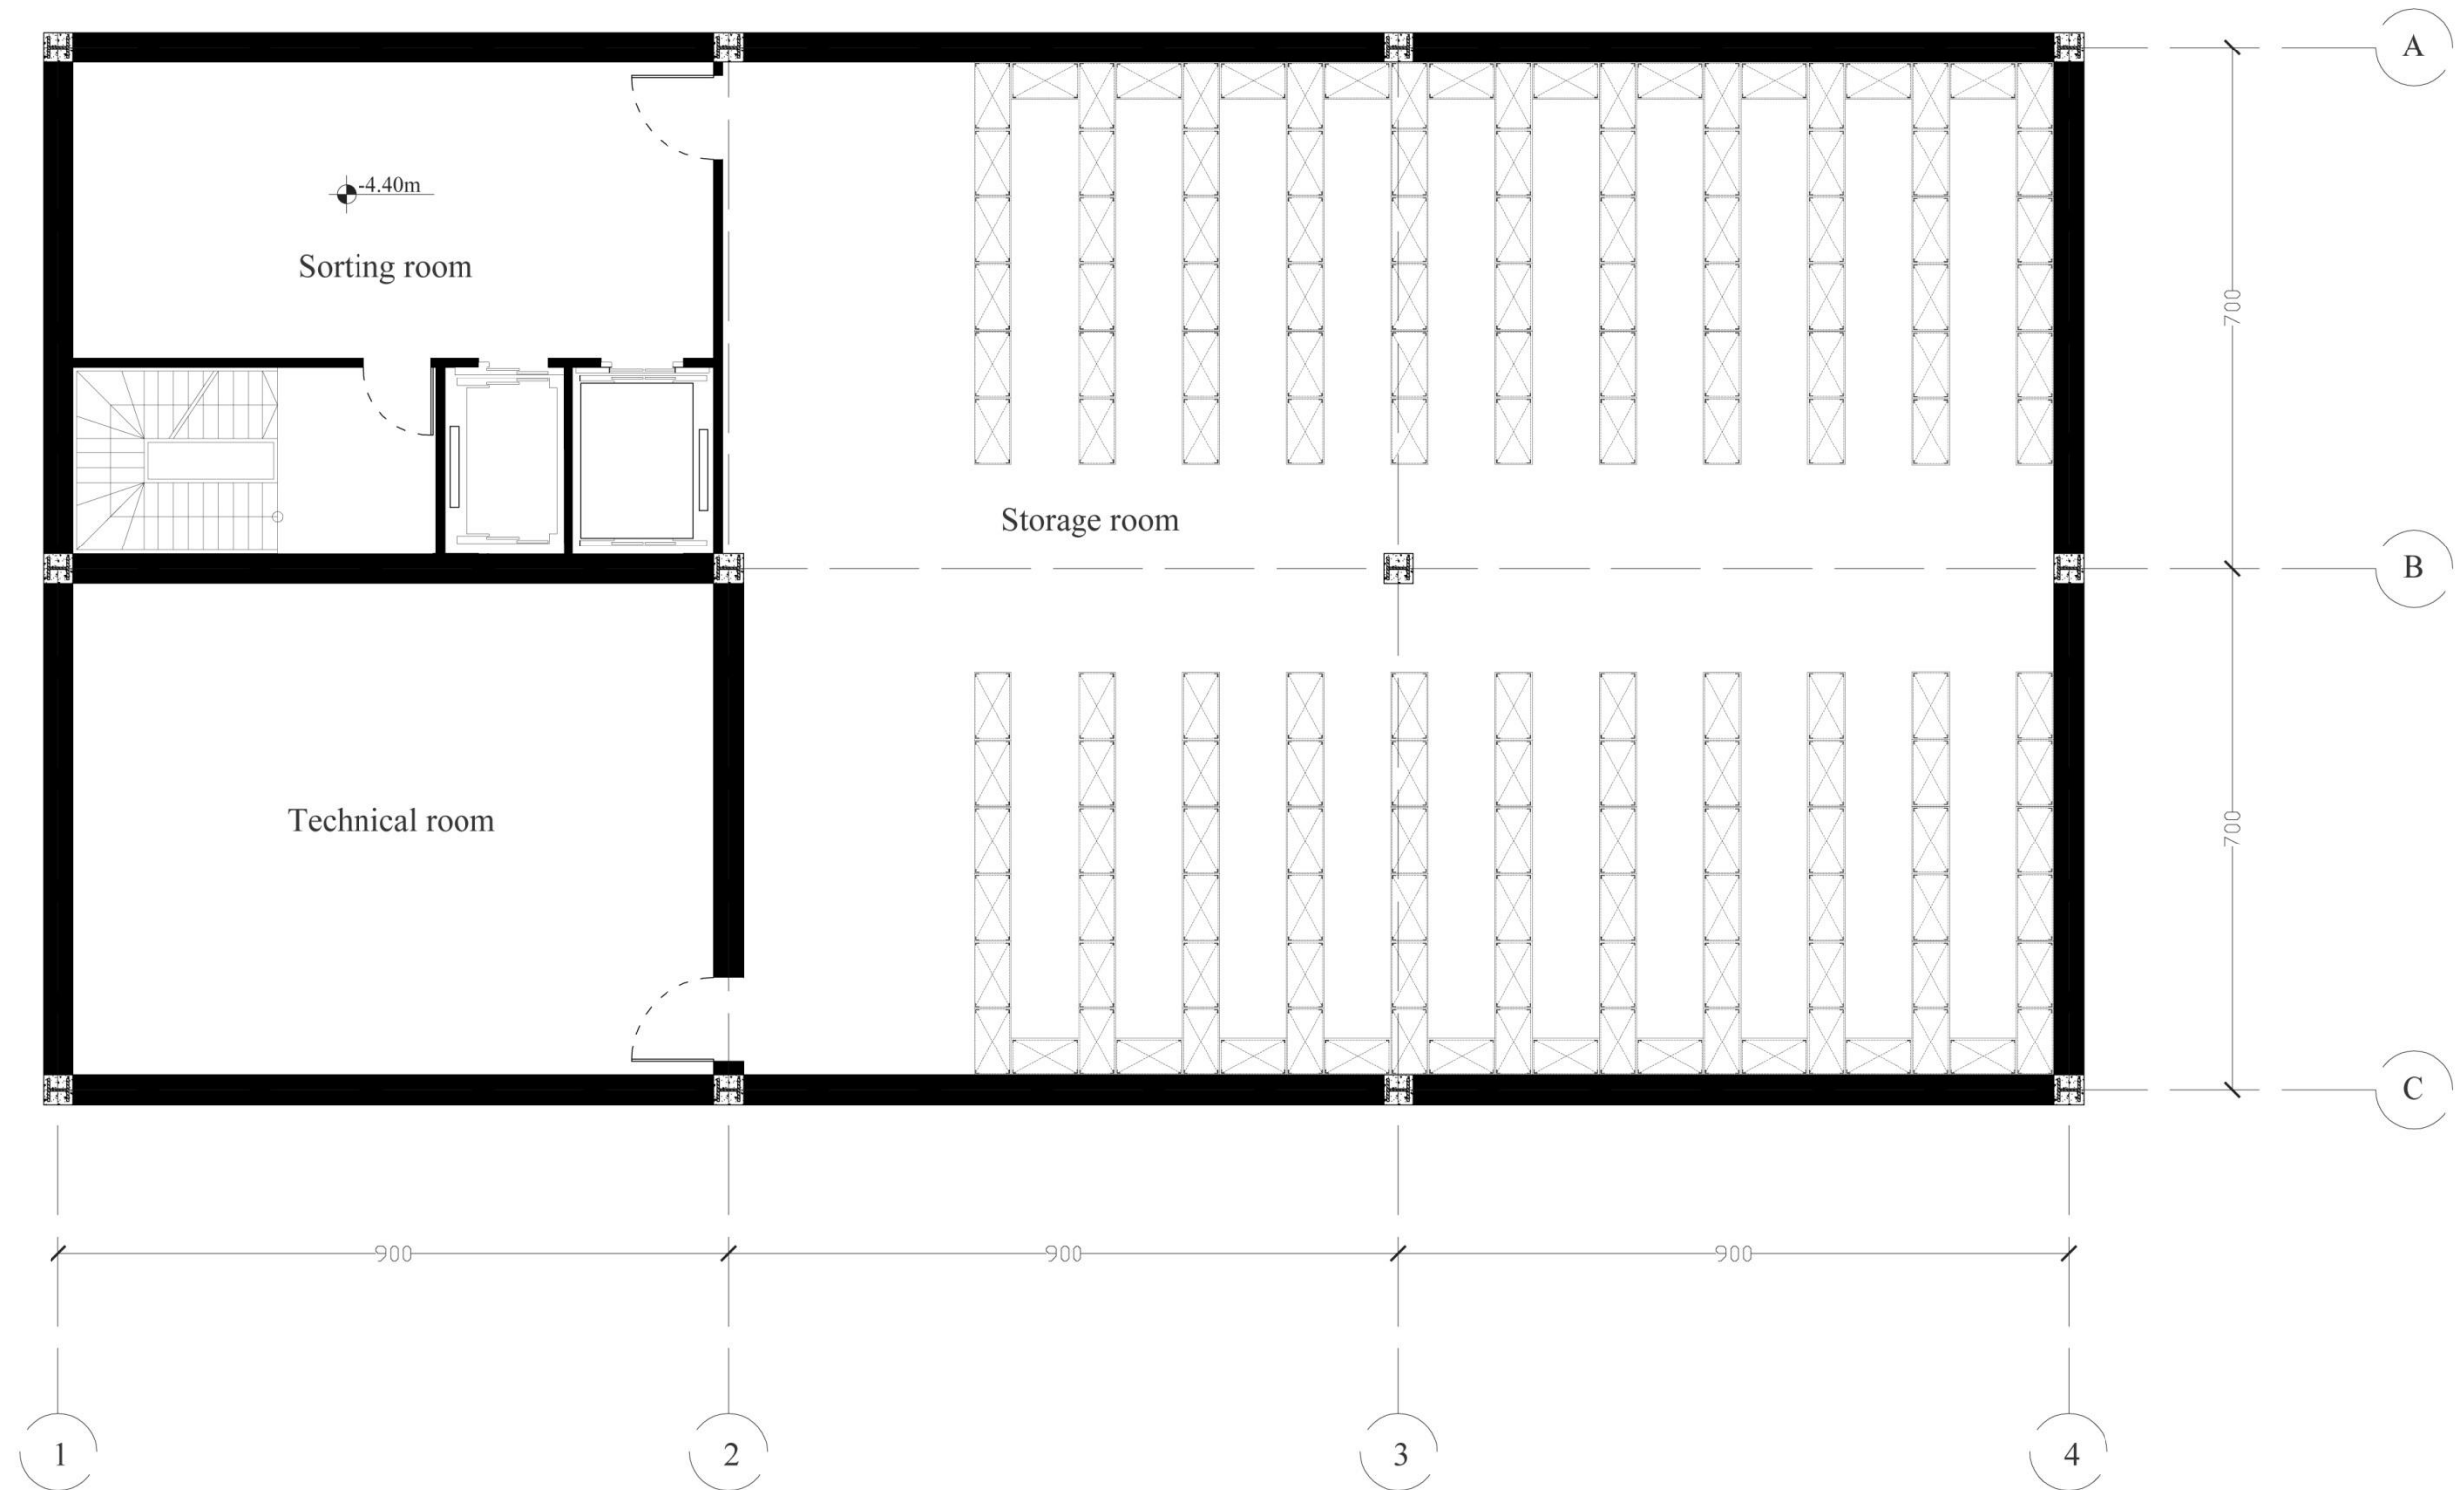 A
-4.40m
Sorting room
700
Storage room
B
Technical room
700
C
900
900
900
1
2
3
4